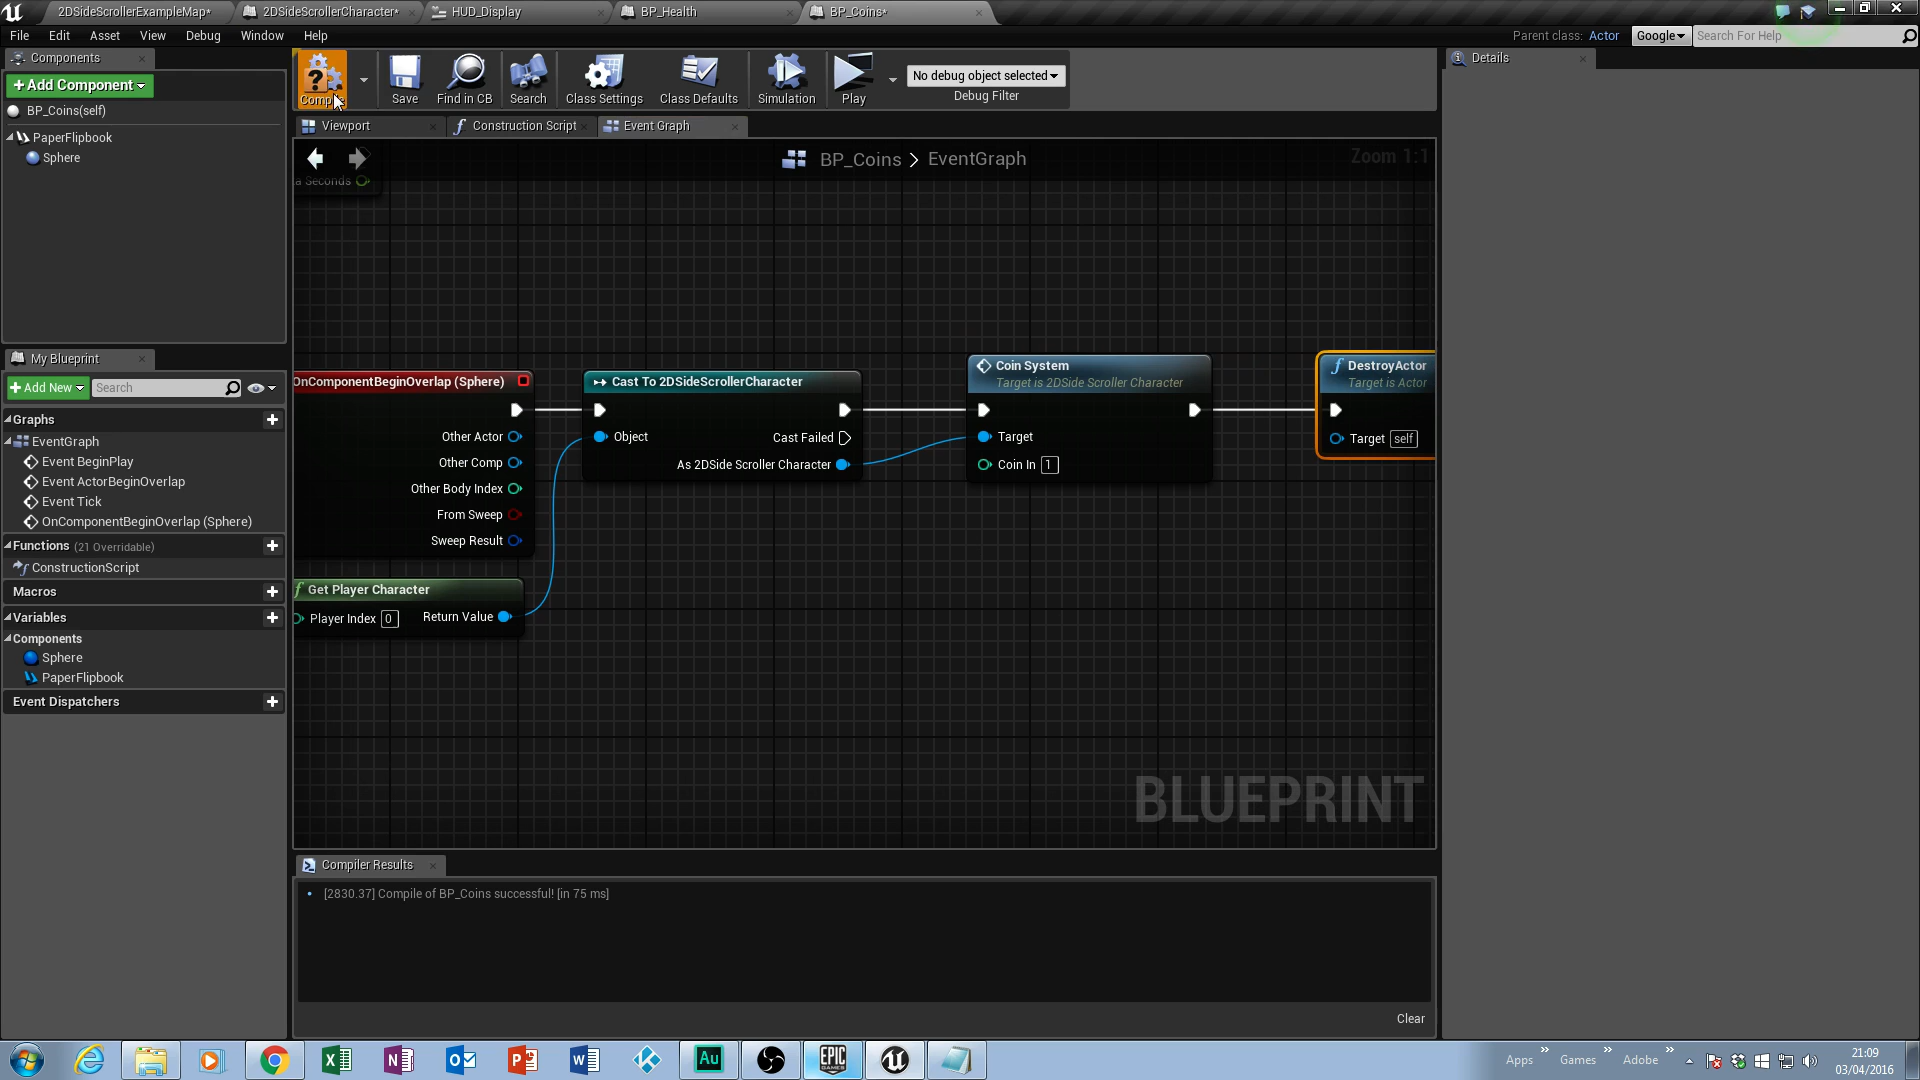 2DSideScrollerExampleMap*
2DSideScrollerCharacter*
HUD_Display
BP_Health
BP_Coins*
File Edit Asset View Debug Window Help
Parent class: Actor
Google
Search For Help
Components
Details
+Add Component
BP_Coins(self)
PaperFlipbook
Sphere
Save
Find in CB
Search
Class Settings
Class Defaults
Simulation
Play
No debug object selected
Debug Filter
Viewport
Construction Script
Event Graph
BP_Coins > EventGraph
Zoom 1:1
a Seconds
OnComponentBeginOverlap (Sphere)
Other Actor
Other Comp
Other Body Index
From Sweep
Sweep Result
Get Player Character
Player Index 0
Return Value
Cast To 2DSideScrollerCharacter
Object
Cast Failed
As 2DSide Scroller Character
Coin System
Target is 2DSide Scroller Character
Target
Coin In 1
DestroyActor
Target is Actor
Target self
BLUEPRINT
My Blueprint
+Add New
Search
Graphs
EventGraph
Event BeginPlay
Event ActorBeginOverlap
Event Tick
OnComponentBeginOverlap (Sphere)
Functions (21 Overridable)
ConstructionScript
Macros
Variables
Components
Sphere
PaperFlipbook
Event Dispatchers
Compiler Results
[2830.37] Compile of BP_Coins successful! [in 75 ms]
Clear
Au
EPIC
GAMES
Apps
Games
Adobe
21:09
03/04/2016